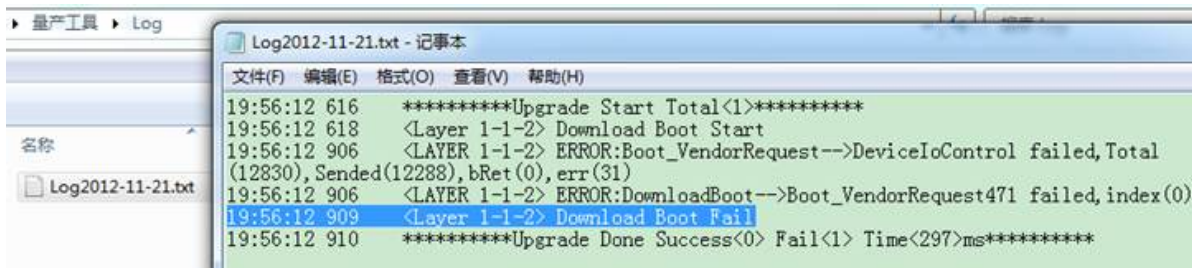 量产工具 ▸ Log
Log2012-11-21.txt - 记事本
文件(F) 编辑(E) 格式(O) 查看(V) 帮助(H)
名称
Log2012-11-21.txt
19:56:12 616 **********Upgrade Start Total<1>**********
19:56:12 618 <Layer 1-1-2> Download Boot Start
19:56:12 906 <LAYER 1-1-2> ERROR:Boot_VendorRequest-->DeviceIoControl failed,Total
(12830),Sended(12288),bRet(0),err(31)
19:56:12 906 <LAYER 1-1-2> ERROR:DownloadBoot-->Boot_VendorRequest471 failed,index(0)
19:56:12 909 <Layer 1-1-2> Download Boot Fail
19:56:12 910 **********Upgrade Done Success<0> Fail<1> Time<297>ms**********